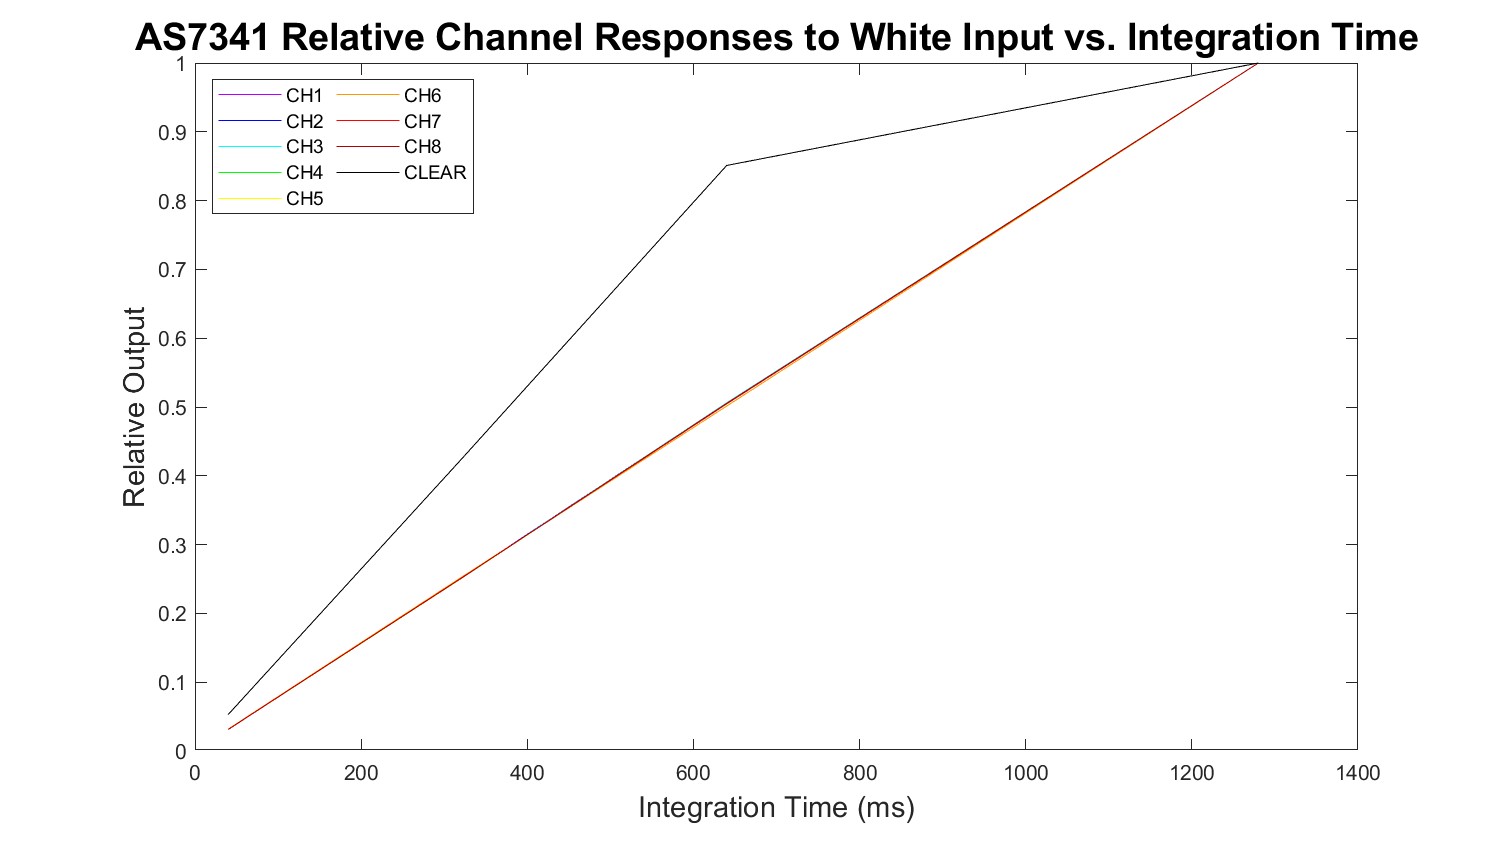 AS7341 Relative Channel Responses to White Input vs. Integration Time
1
0.9
0.8
0.7
0.6
0.5
0.4
0.3
0.2
0.1
0
Relative Output
CH1 CH6
CH2 CH7
CH3 CH8
CH4 CLEAR
CH5
0 200 400 600 800 1000 1200 1400
Integration Time (ms)